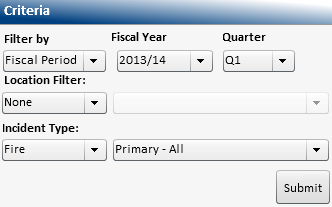 Criteria
Filter by Fiscal Year Quarter
Fiscal Period 2013/14 Q1
Location Filter:
None
Incident Type:
Fire Primary - All
Submit